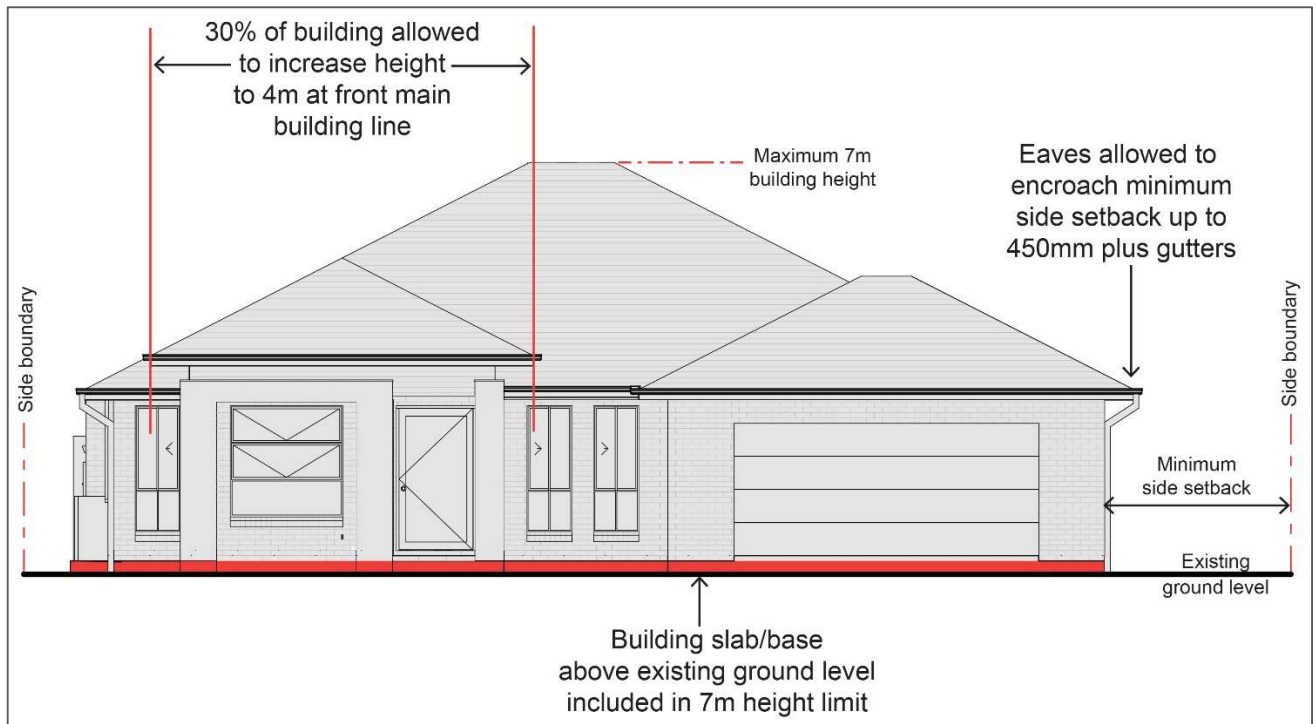 30% of building allowed
to increase height
to 4m at front main
building line
Maximum 7m
building height
Eaves allowed to
encroach minimum
side setback up to
450mm plus gutters
Side boundary
Side boundary
Minimum
side setback
Existing
ground level
Building slab/base
above existing ground level
included in 7m height limit